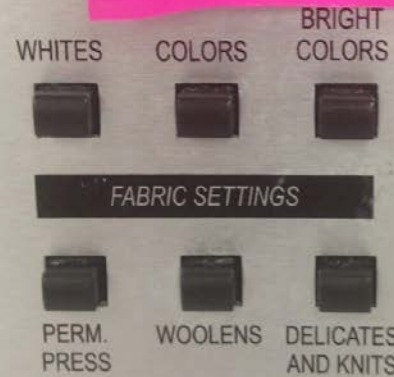 BRIGHT
WHITES COLORS COLORS
FABRIC SETTINGS
PERM. WOOLENS DELICATES
PRESS AND KNITS